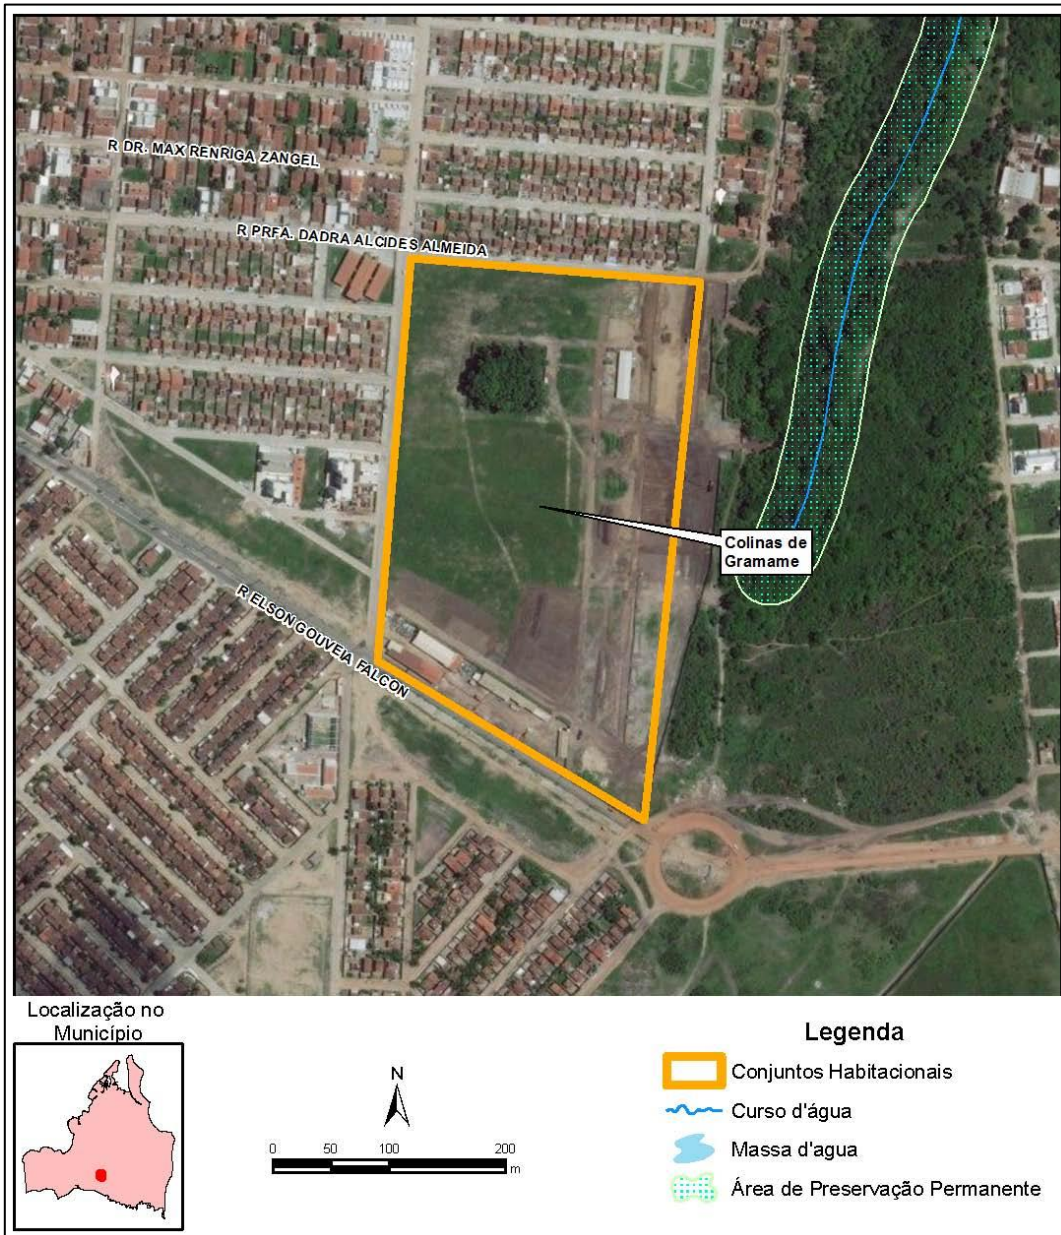 R DR. MAX RENRIGA ZANGEL
R PRFA. DADRA ALCIDES ALMEIDA
Colinas de
Gramame
R ELSON GOUVEIA FALCON
Localização no
Município
N
0 50 100 200
m
Legenda
Conjuntos Habitacionais
Curso d'água
Massa d'agua
Área de Preservação Permanente